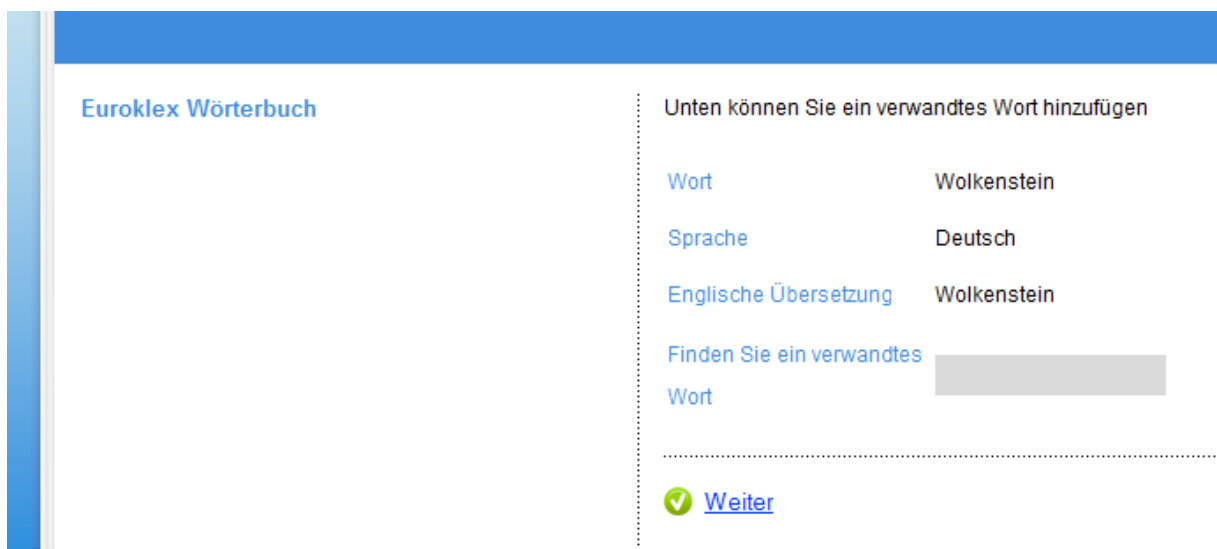 Euroklex Wörterbuch
Unten können Sie ein verwandtes Wort hinzufügen
Wort Wolkenstein
Sprache Deutsch
Englische Übersetzung Wolkenstein
Finden Sie ein verwandtes
Wort
Weiter